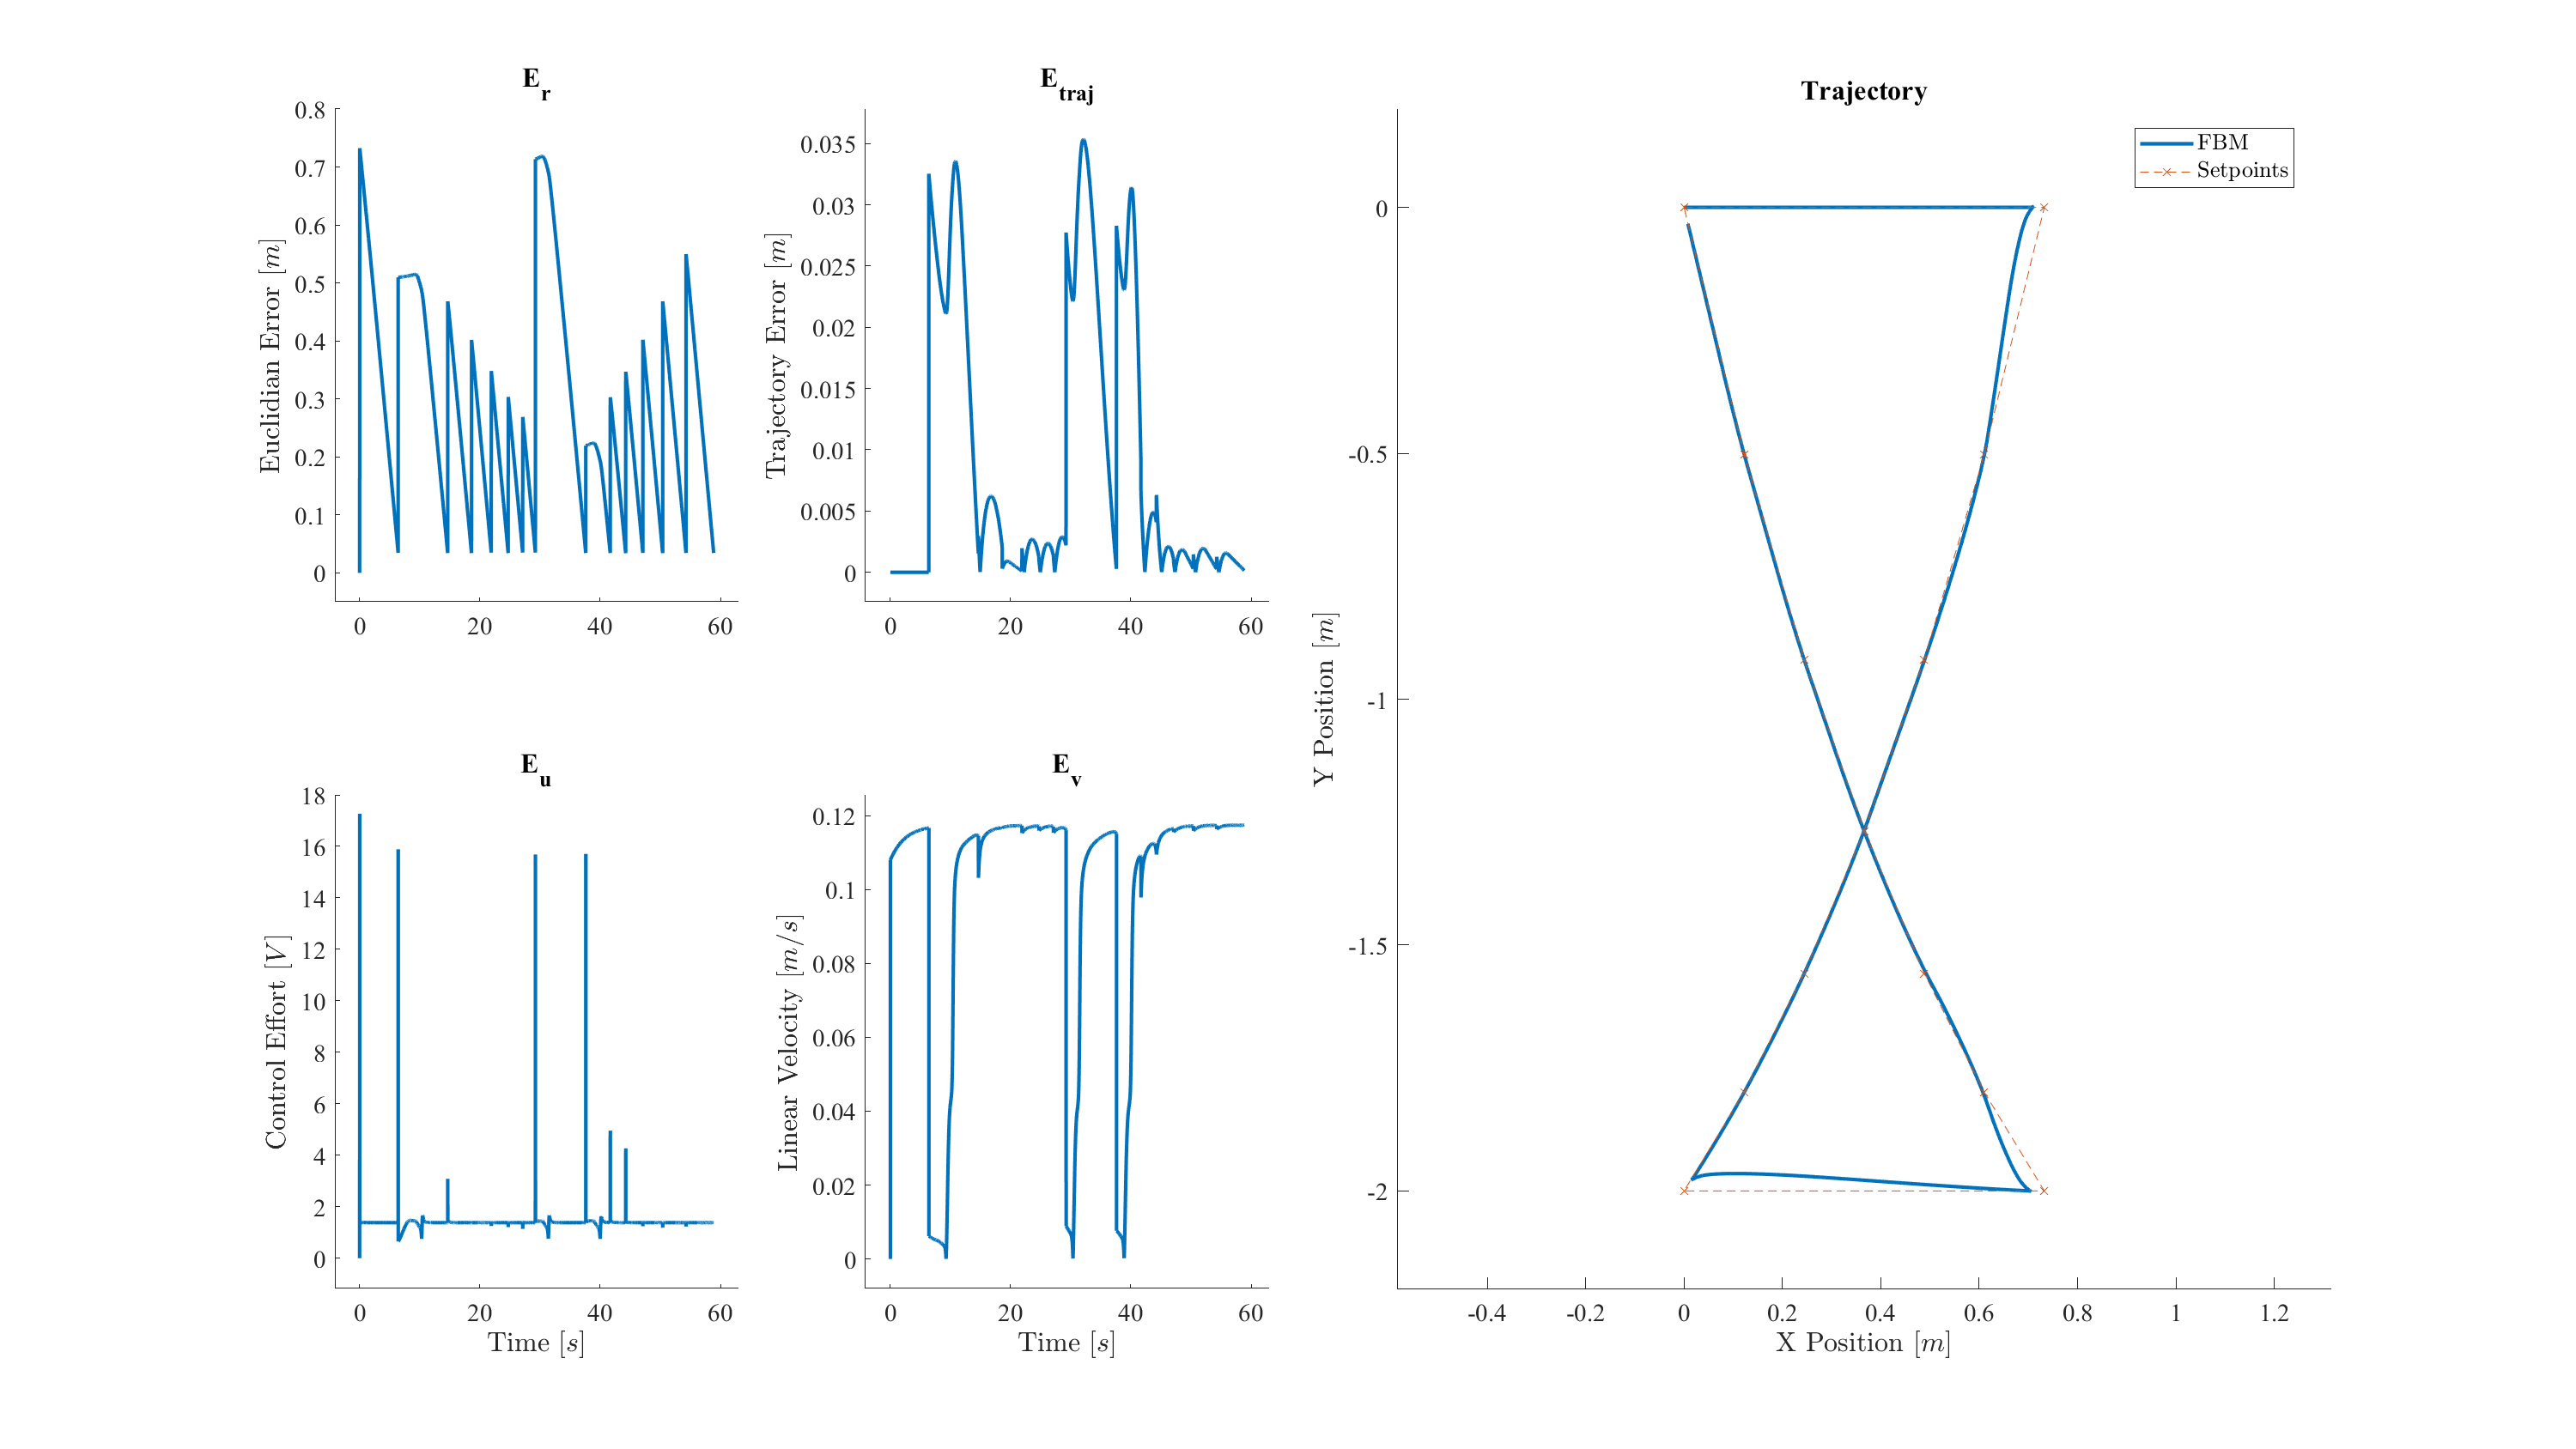 E_r
0.8
0.7
0.6
0.5
0.4
0.3
0.2
0.1
0
Euclidian Error [m]
0 20 40 60
E_traj
0.035
0.03
0.025
0.02
0.015
0.01
0.005
0
Trajectory Error [m]
0 20 40 60
E_u
18
16
14
12
10
8
6
4
2
0
Control Effort [V]
0 20 40 60
Time [s]
E_v
0.12
0.1
0.08
0.06
0.04
0.02
0
Linear Velocity [m/s]
0 20 40 60
Time [s]
Trajectory
FBM
Setpoints
0
-0.5
-1
-1.5
-2
Y Position [m]
-0.4 -0.2 0 0.2 0.4 0.6 0.8 1 1.2
X Position [m]